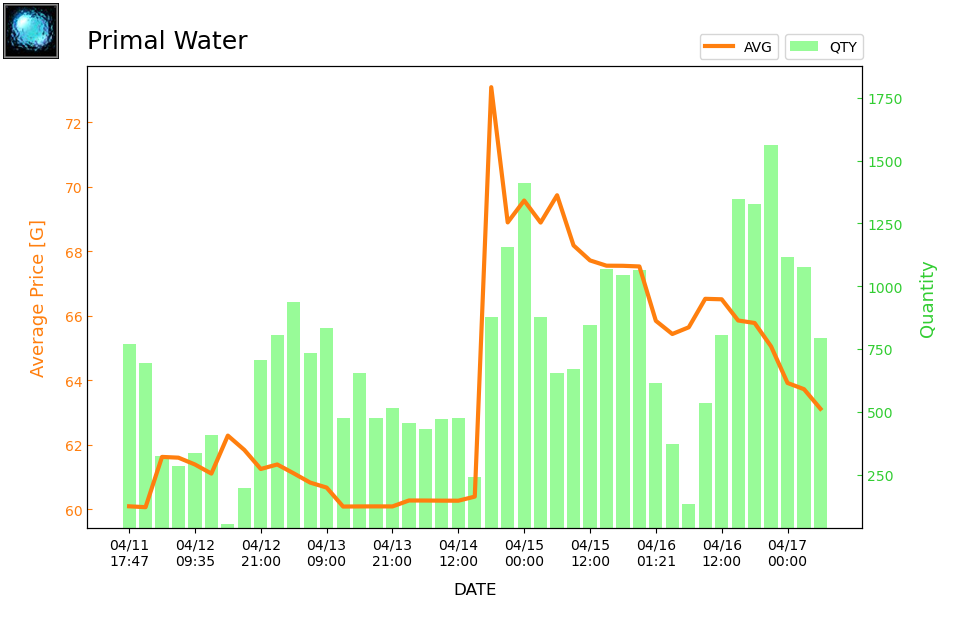 Primal Water
AVG
QTY
Average Price [G]
72
70
68
66
64
62
60
1750
1500
1250
1000
750
500
250
Quantity
04/11 04/12 04/12 04/13 04/13 04/14 04/15 04/15 04/16 04/16 04/17
17:47 09:35 21:00 09:00 21:00 12:00 00:00 12:00 01:21 12:00 00:00
DATE